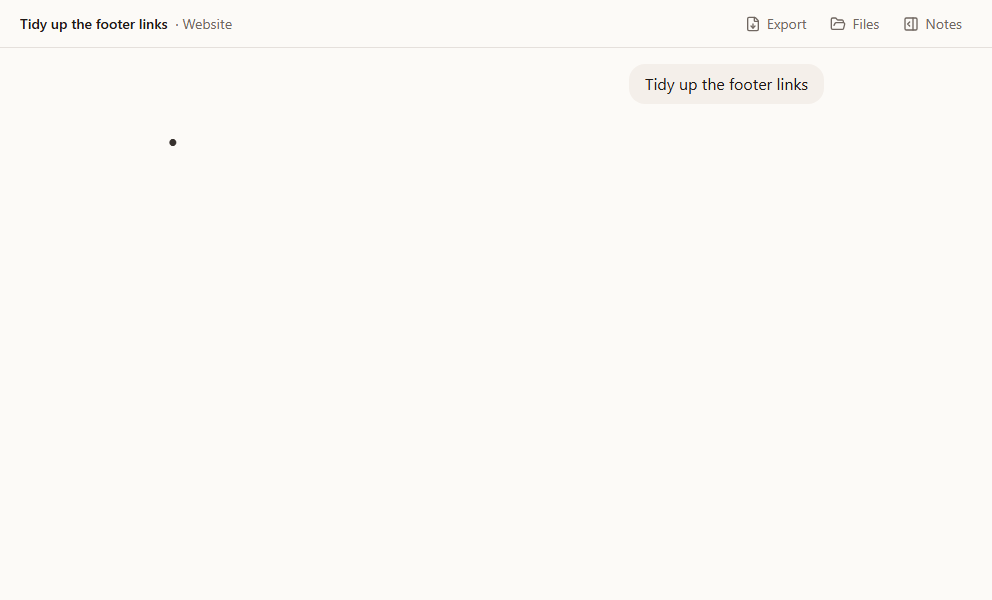 Tidy up the footer links · Website
Export
Files
Notes
Tidy up the footer links